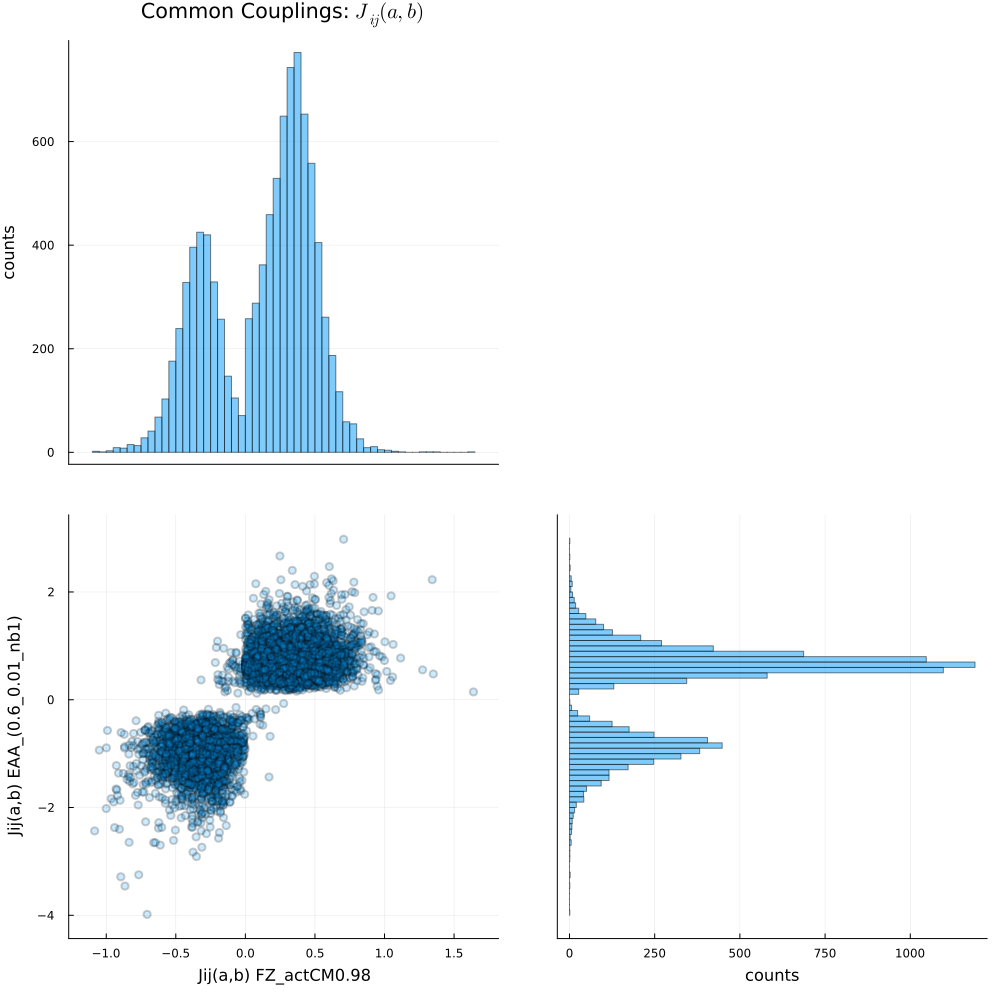 Common Couplings: J_{ij}(a, b)
600
400
200
0
counts
2
0
−2
−4
Jij(a,b) EAA_(0.6_0.01_nb1)
−1.0 −0.5 0.0 0.5 1.0 1.5
Jij(a,b) FZ_actCM0.98
0 250 500 750 1000
counts